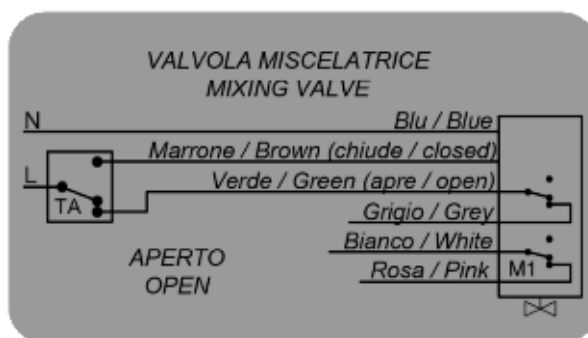 VALVOLA MISCELATRICE
MIXING VALVE
N
Blu / Blue
Marrone / Brown (chiude / closed)
L
Verde / Green (apre / open)
TA
Grigio / Grey
APERTO
OPEN
Bianco / White
Rosa / Pink
M1